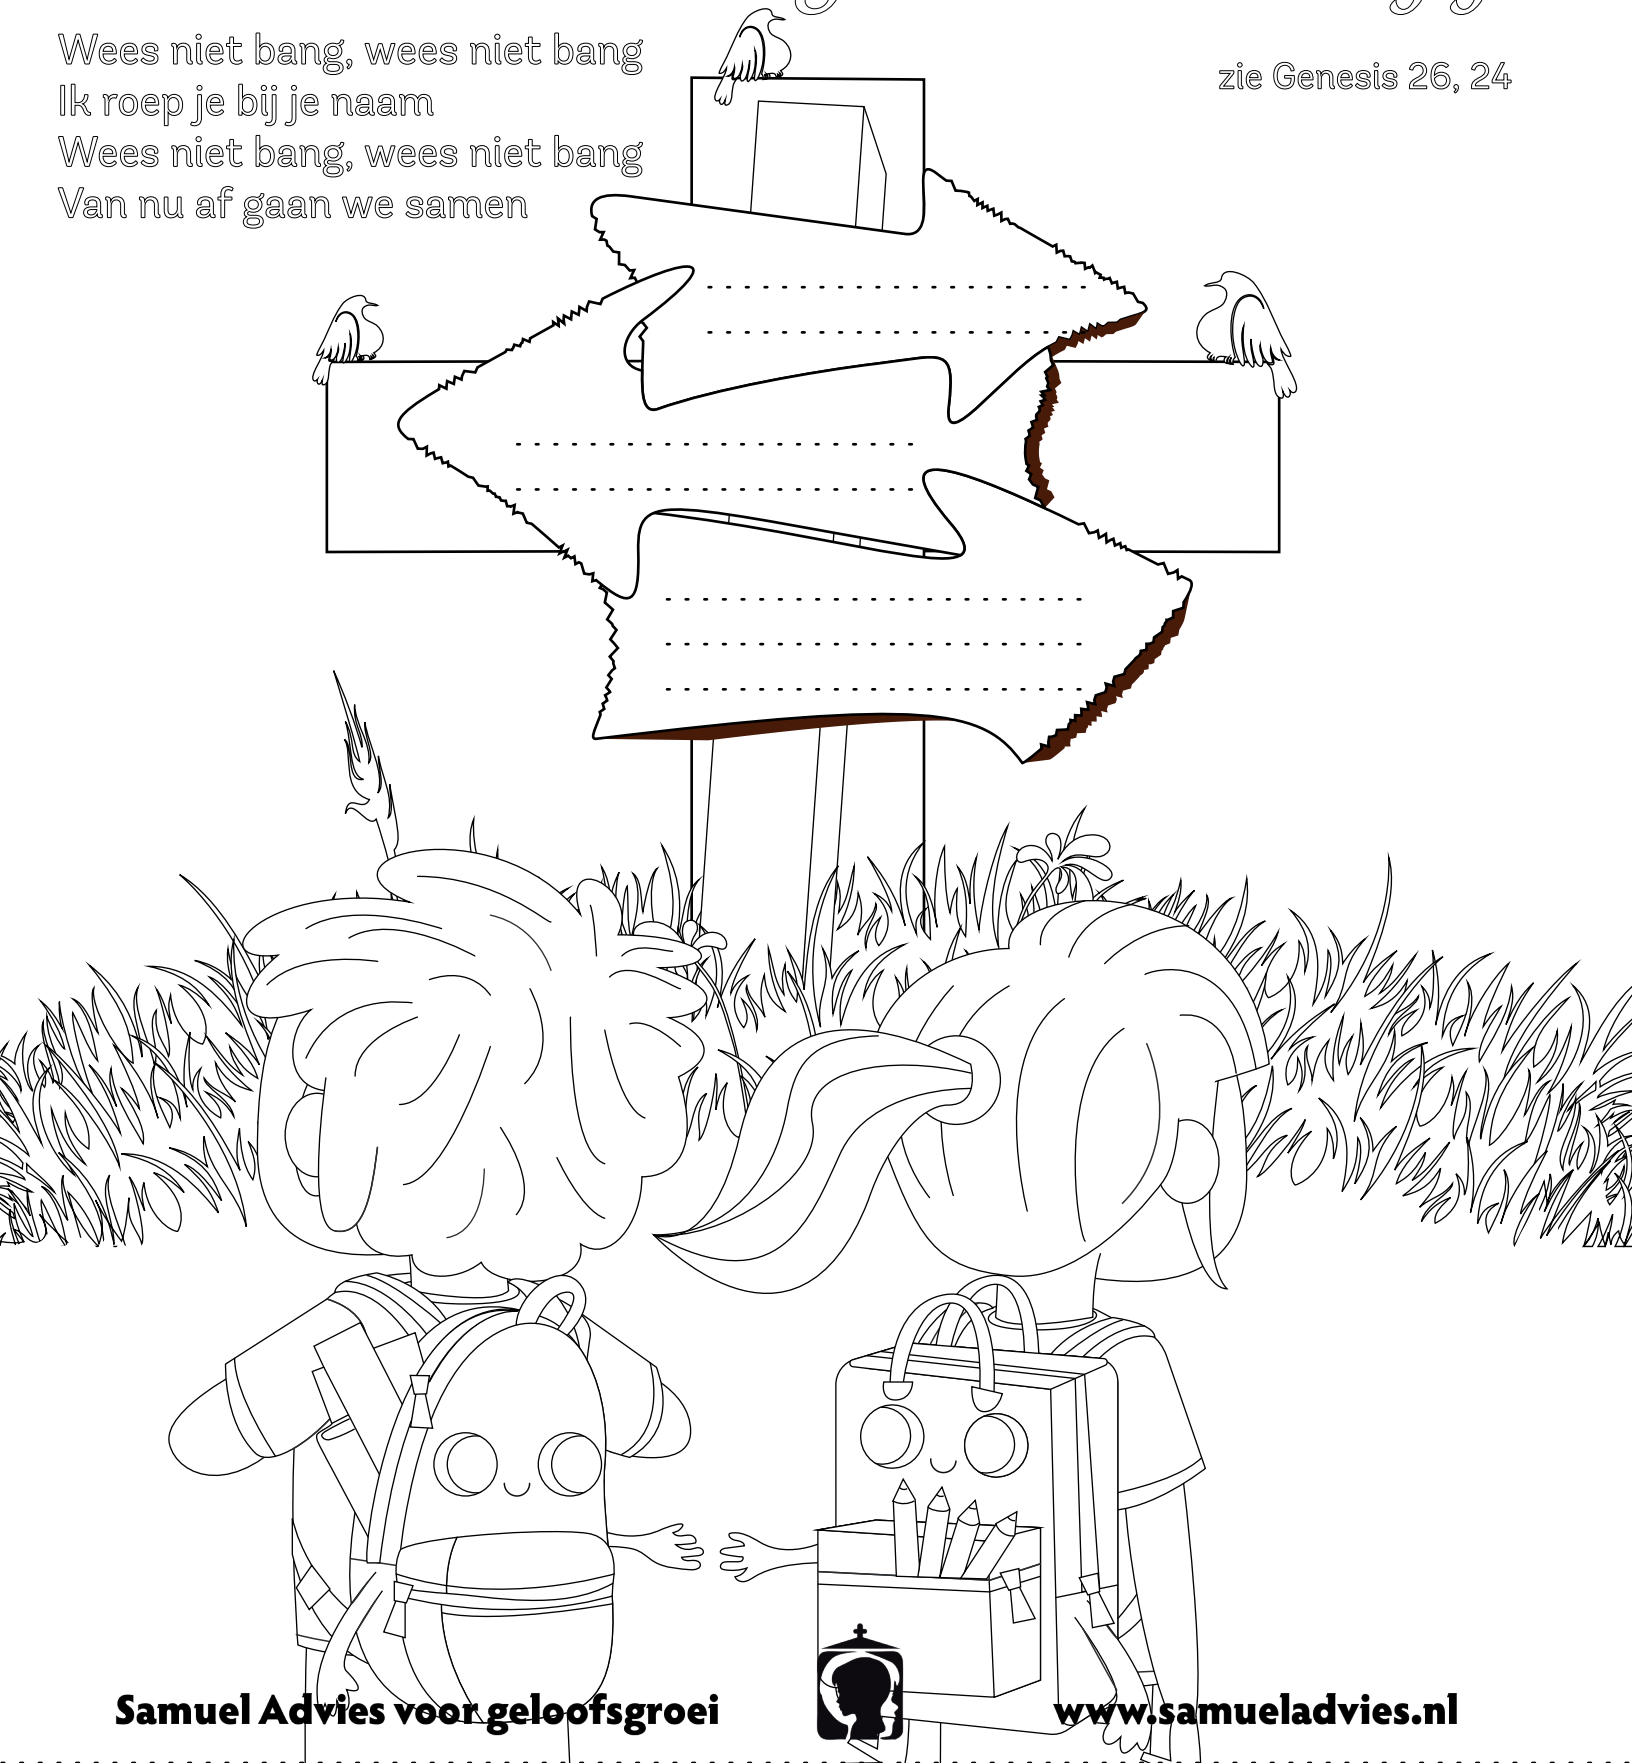 Wees niet bang, wees niet bang
Ik roep je bij je naam
Wees niet bang, wees niet bang
Van nu af gaan we samen
zie Genesis 26, 24
Samuel Advies voor geloofsgroei
www.samueladvies.nl